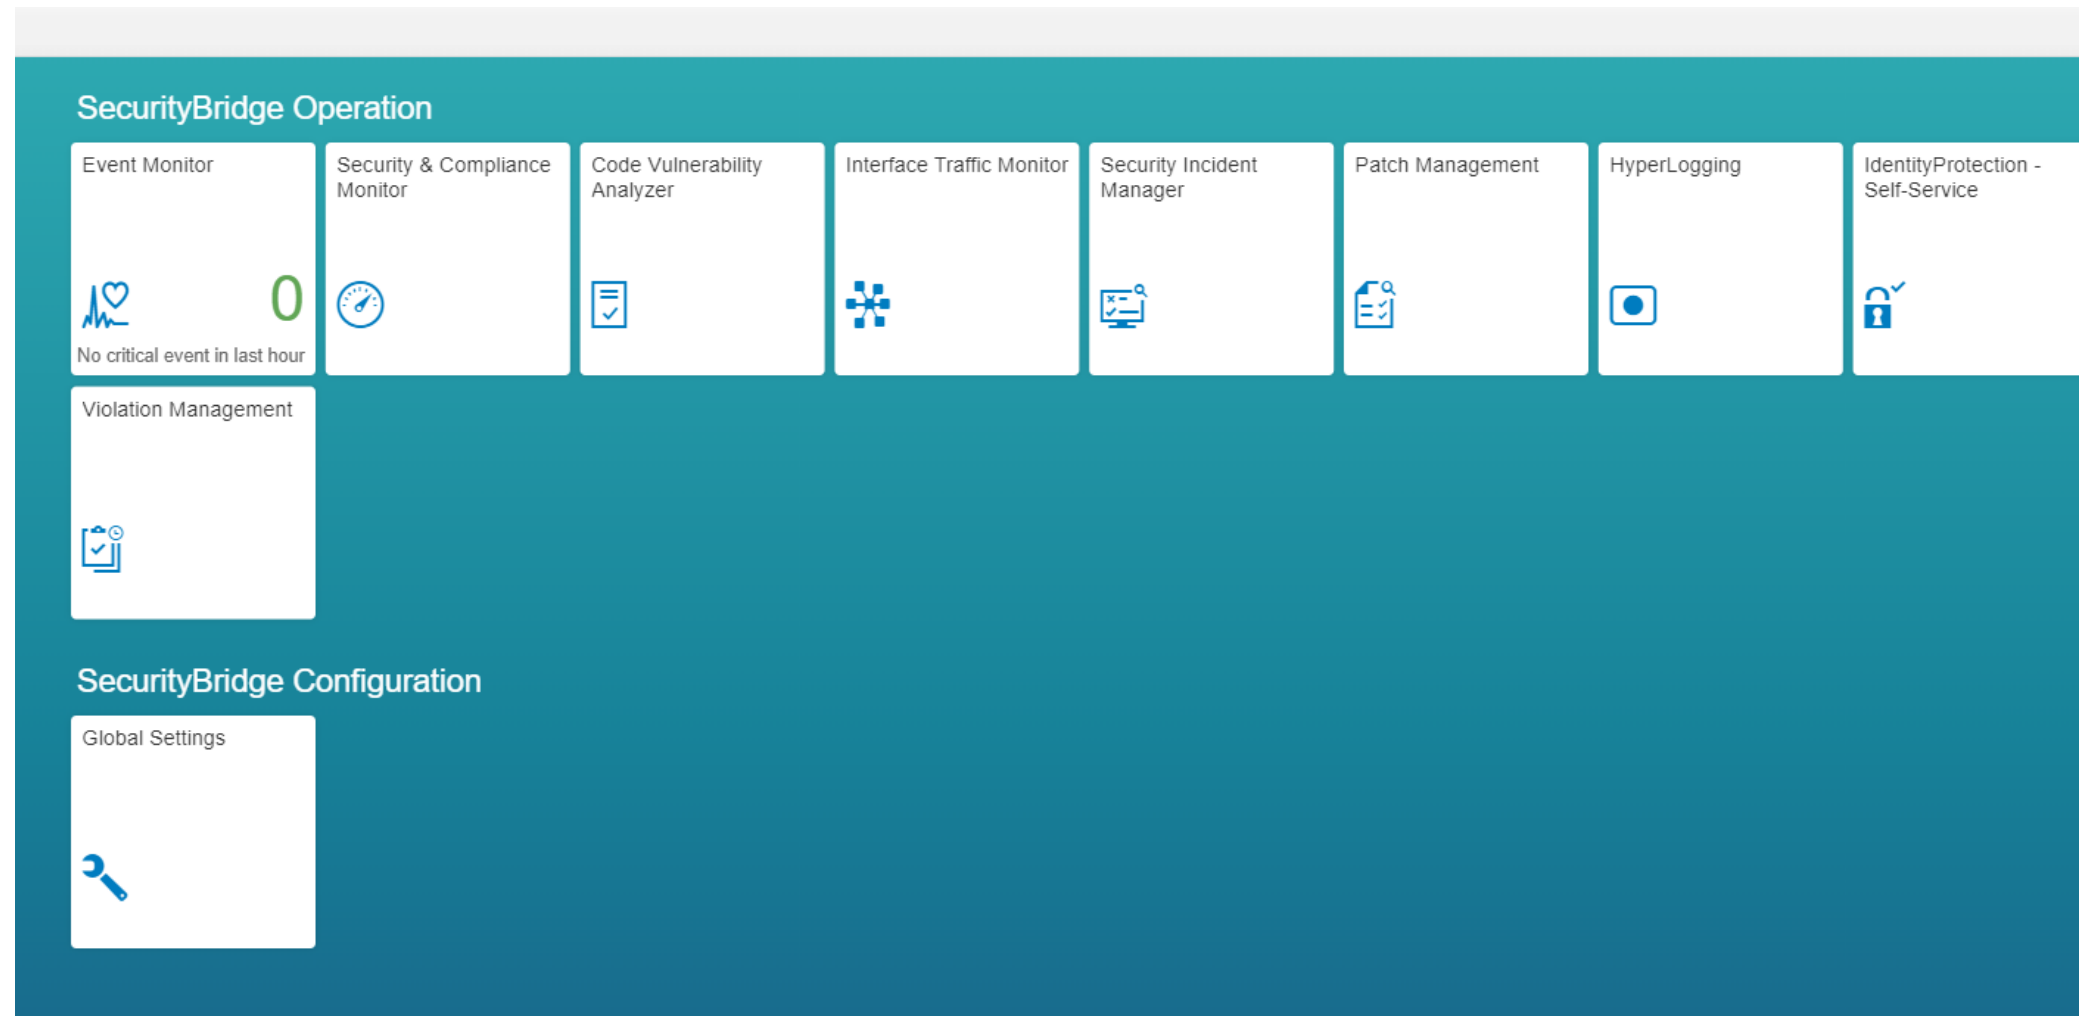 SecurityBridge Operation
Event Monitor
0
No critical event in last hour
Security & Compliance
Monitor
Code Vulnerability
Analyzer
Interface Traffic Monitor
Security Incident
Manager
Patch Management
HyperLogging
IdentityProtection -
Self-Service
Violation Management
SecurityBridge Configuration
Global Settings